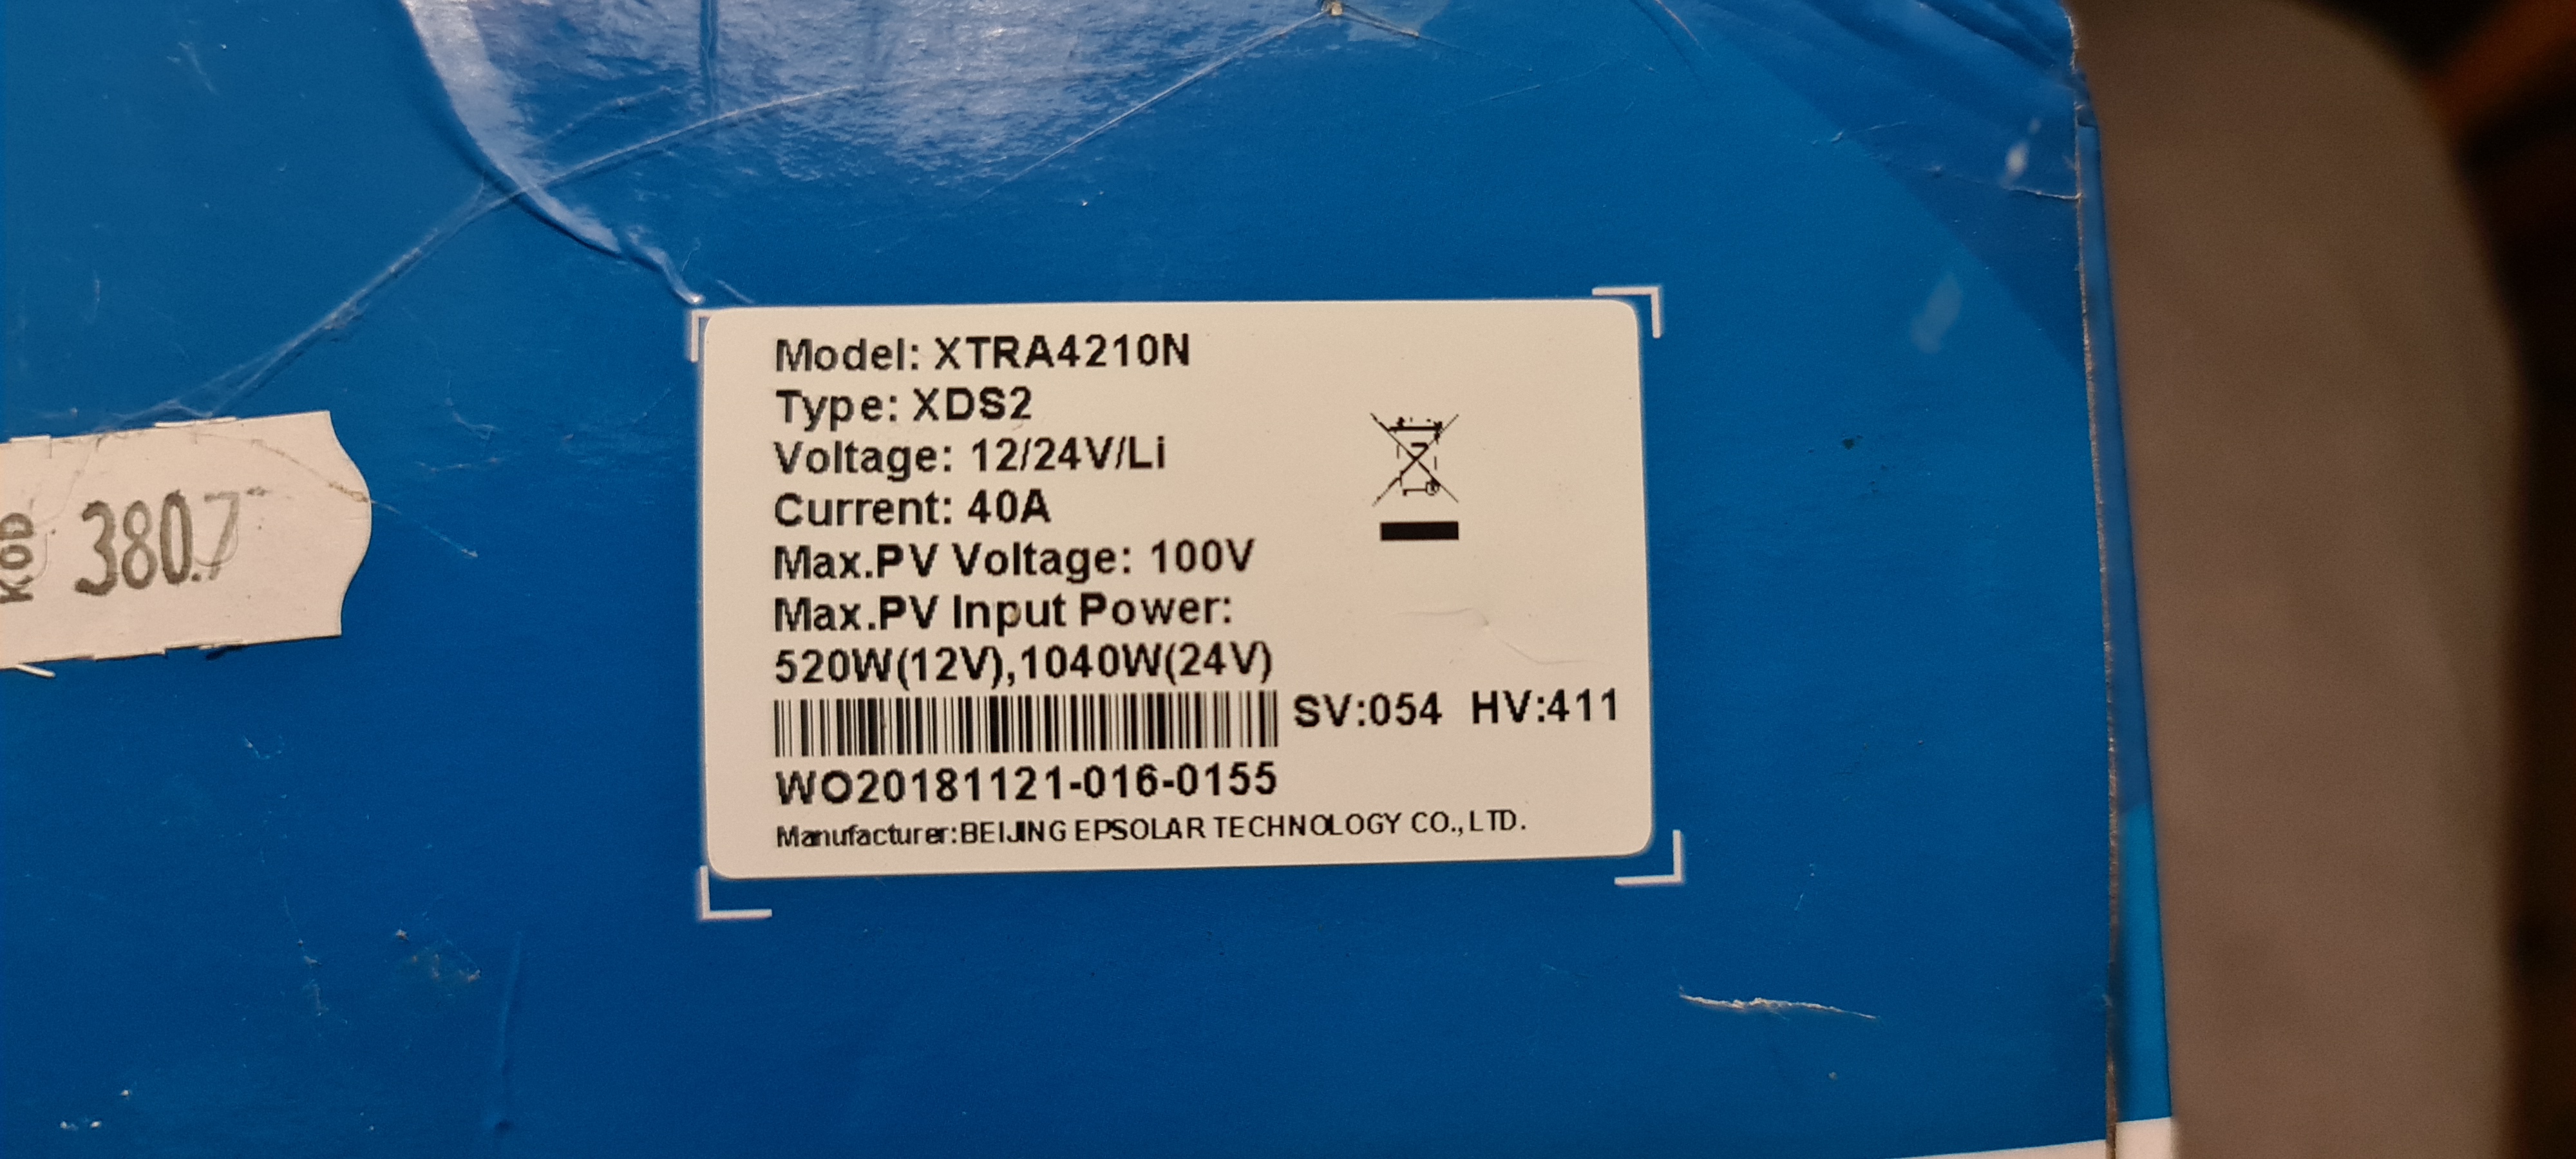 Model: XTRA4210N
Type: XDS2
Voltage: 12/24V/Li
Current: 40A
Max.PV Voltage: 100V
Max.PV Input Power:
520W(12V),1040W(24V)
SV:054 HV:411
WO20181121-016-0155
Manufacturer:BEIJING EPSOLAR TECHNOLOGY CO.,LTD.
KOD
380.7